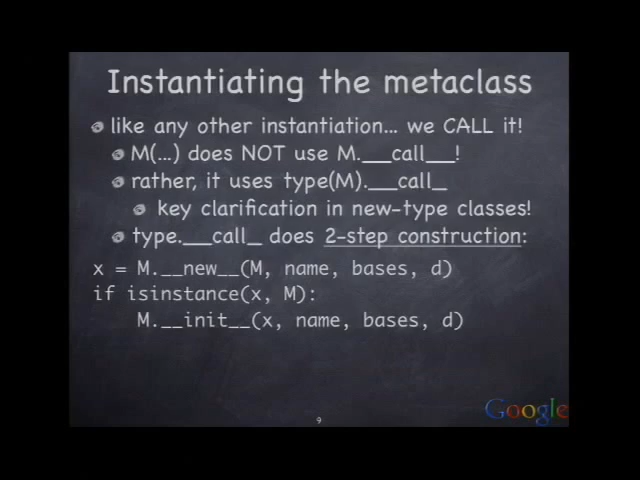 Instantiating the metaclass
like any other instantiation... we CALL it!
M(...) does NOT use M.__call__!
rather, it uses type(M).__call_
key clarification in new-type classes!
type.__call_ does 2-step construction:
x = M.__new__(M, name, bases, d)
if isinstance(x, M):
M.__init__(x, name, bases, d)
Google
9